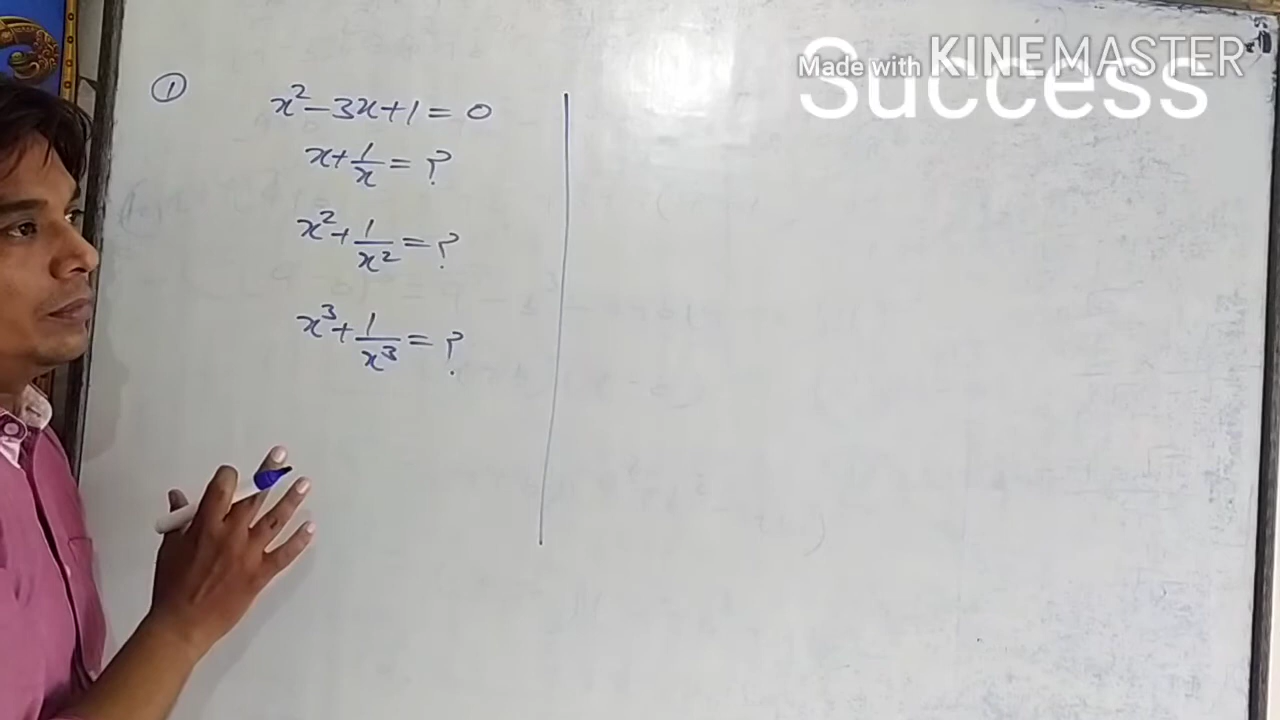 Success
Made with KINEMASTER
①
x² − 3x + 1 = 0
x + 1/x = ?
x² + 1/x² = ?
x³ + 1/x³ = ?